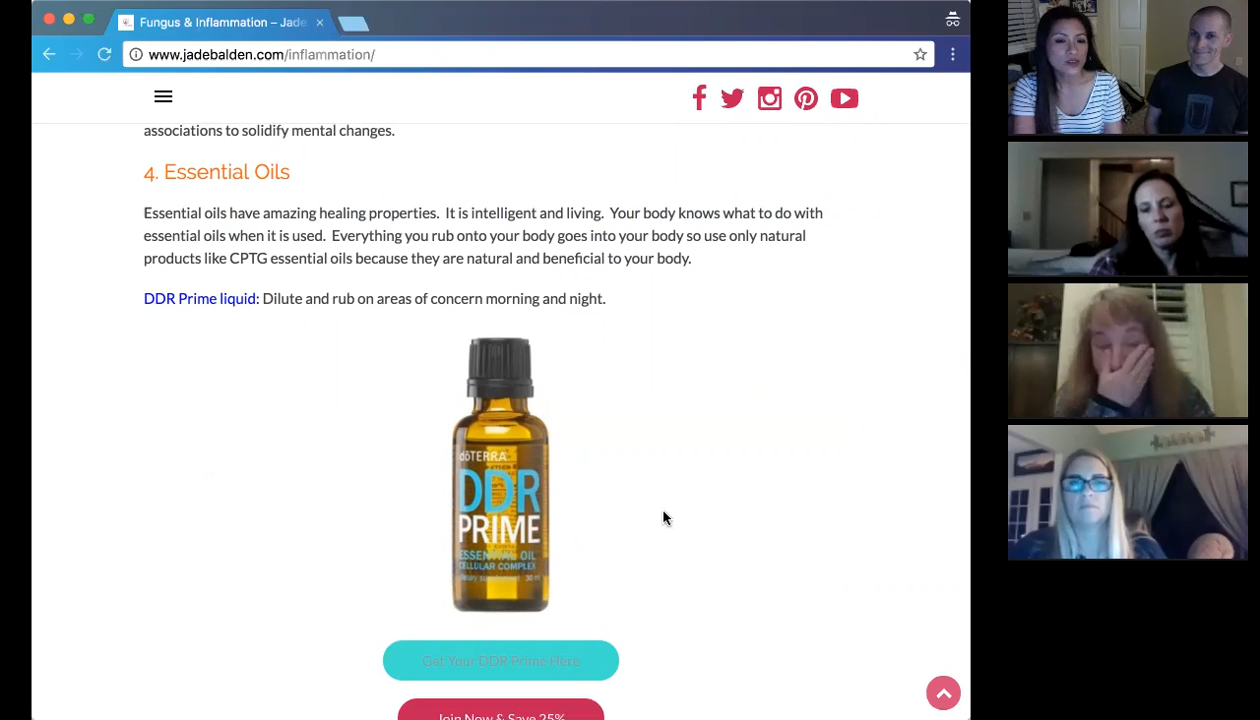 Fungus & Inflammation – Jade
www.jadebalden.com/inflammation/
associations to solidify mental changes.
4. Essential Oils
Essential oils have amazing healing properties. It is intelligent and living. Your body knows what to do with
essential oils when it is used. Everything you rub onto your body goes into your body so use only natural
products like CPTG essential oils because they are natural and beneficial to your body.
DDR Prime liquid: Dilute and rub on areas of concern morning and night.
dōTERRA
DDR
PRIME
ESSENTIAL OIL
CELLULAR COMPLEX
dietary supplement 30 ml
Get Your DDR Prime Here
Join Now & Save 25%